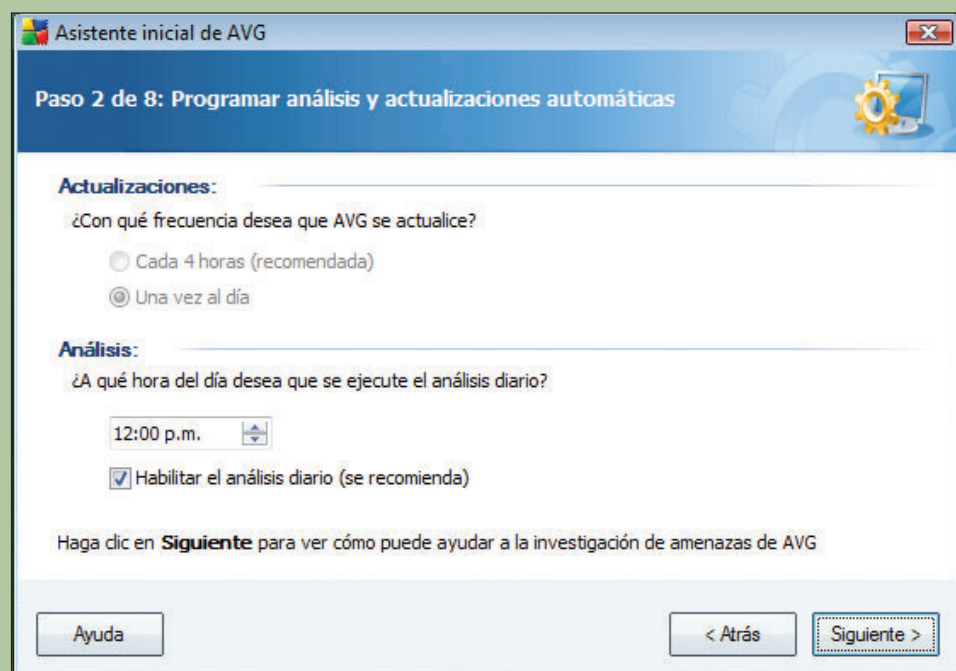 Asistente inicial de AVG
Paso 2 de 8: Programar análisis y actualizaciones automáticas
Actualizaciones:
¿Con qué frecuencia desea que AVG se actualice?
Cada 4 horas (recomendada)
Una vez al día
Análisis:
¿A qué hora del día desea que se ejecute el análisis diario?
12:00 p.m.
Habilitar el análisis diario (se recomienda)
Haga clic en Siguiente para ver cómo puede ayudar a la investigación de amenazas de AVG
Ayuda
< Atrás
Siguiente >